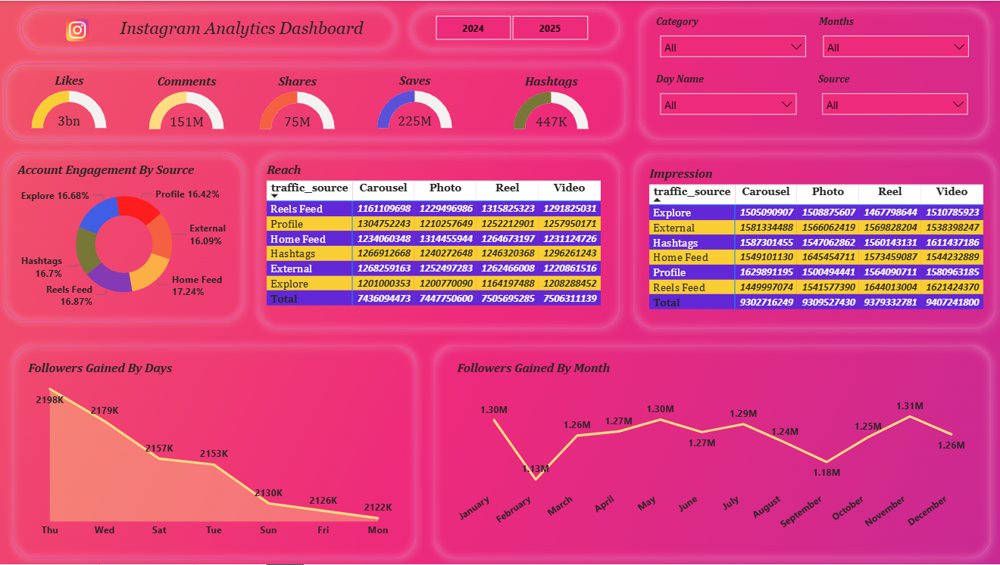 Instagram Analytics Dashboard
2024
2025
Category
Months
All
All
Day Name
Source
All
All
Likes
Comments
Shares
Saves
Hashtags
3bn
151M
75M
225M
447K
Account Engagement By Source
Explore 16.68%
Profile 16.42%
External
16.09%
Hashtags
16.7%
Home Feed
17.24%
Reels Feed
16.87%
Reach
traffic_source Carousel Photo Reel Video
Reels Feed 1161109698 1229496986 1315825323 1291825031
Profile 1304752243 1210257649 1252212901 1257950171
Home Feed 1234060348 1314455944 1264673197 1231124726
Hashtags 1266912668 1240272648 1246320368 1296261243
External 1268259163 1252497283 1262466008 1220861516
Explore 1201000353 1200770090 1164197488 1208288452
Total 7436094473 7447750600 7505695285 7506311139
Impression
traffic_source Carousel Photo Reel Video
Explore 1505090907 1508875607 1467798644 1510785923
External 1581334488 1566062419 1569828204 1538398247
Hashtags 1587301455 1547062862 1560143131 1611437186
Home Feed 1549101130 1645454711 1573459087 1544232889
Profile 1629891195 1500494441 1564090711 1580963185
Reels Feed 1449997074 1541577390 1644013004 1621424370
Total 9302716249 9309527430 9379332781 9407241800
Followers Gained By Days
2198K
2179K
2157K
2153K
2130K
2126K
2122K
Thu
Wed
Sat
Tue
Sun
Fri
Mon
Followers Gained By Month
1.30M
1.13M
1.26M
1.27M
1.30M
1.27M
1.29M
1.24M
1.18M
1.25M
1.31M
1.26M
January
February
March
April
May
June
July
August
September
October
November
December